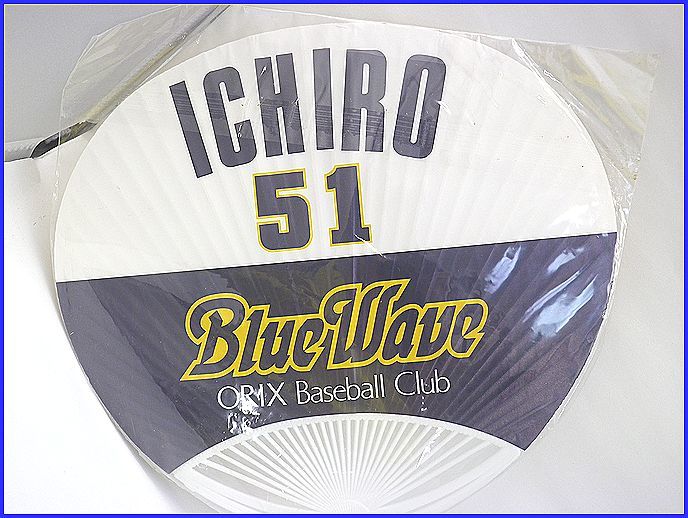 ICHIRO
51
BlueWave
ORIX Baseball Club